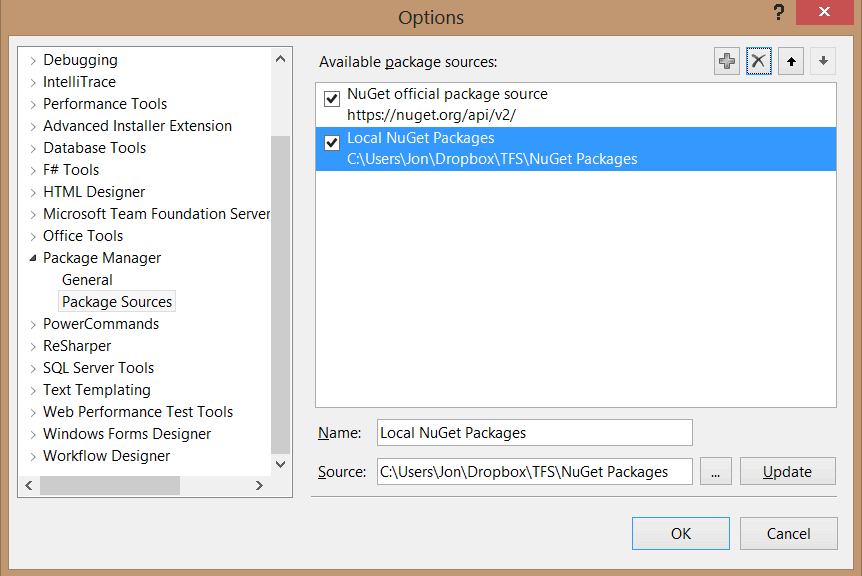 Options
?
Debugging
IntelliTrace
Performance Tools
Advanced Installer Extension
Database Tools
F# Tools
HTML Designer
Microsoft Team Foundation Server
Office Tools
Package Manager
General
Package Sources
PowerCommands
ReSharper
SQL Server Tools
Text Templating
Web Performance Test Tools
Windows Forms Designer
Workflow Designer
Available package sources:
NuGet official package source
https://nuget.org/api/v2/
Local NuGet Packages
C:\Users\Jon\Dropbox\TFS\NuGet Packages
Name: Local NuGet Packages
Source: C:\Users\Jon\Dropbox\TFS\NuGet Packages ... Update
OK Cancel